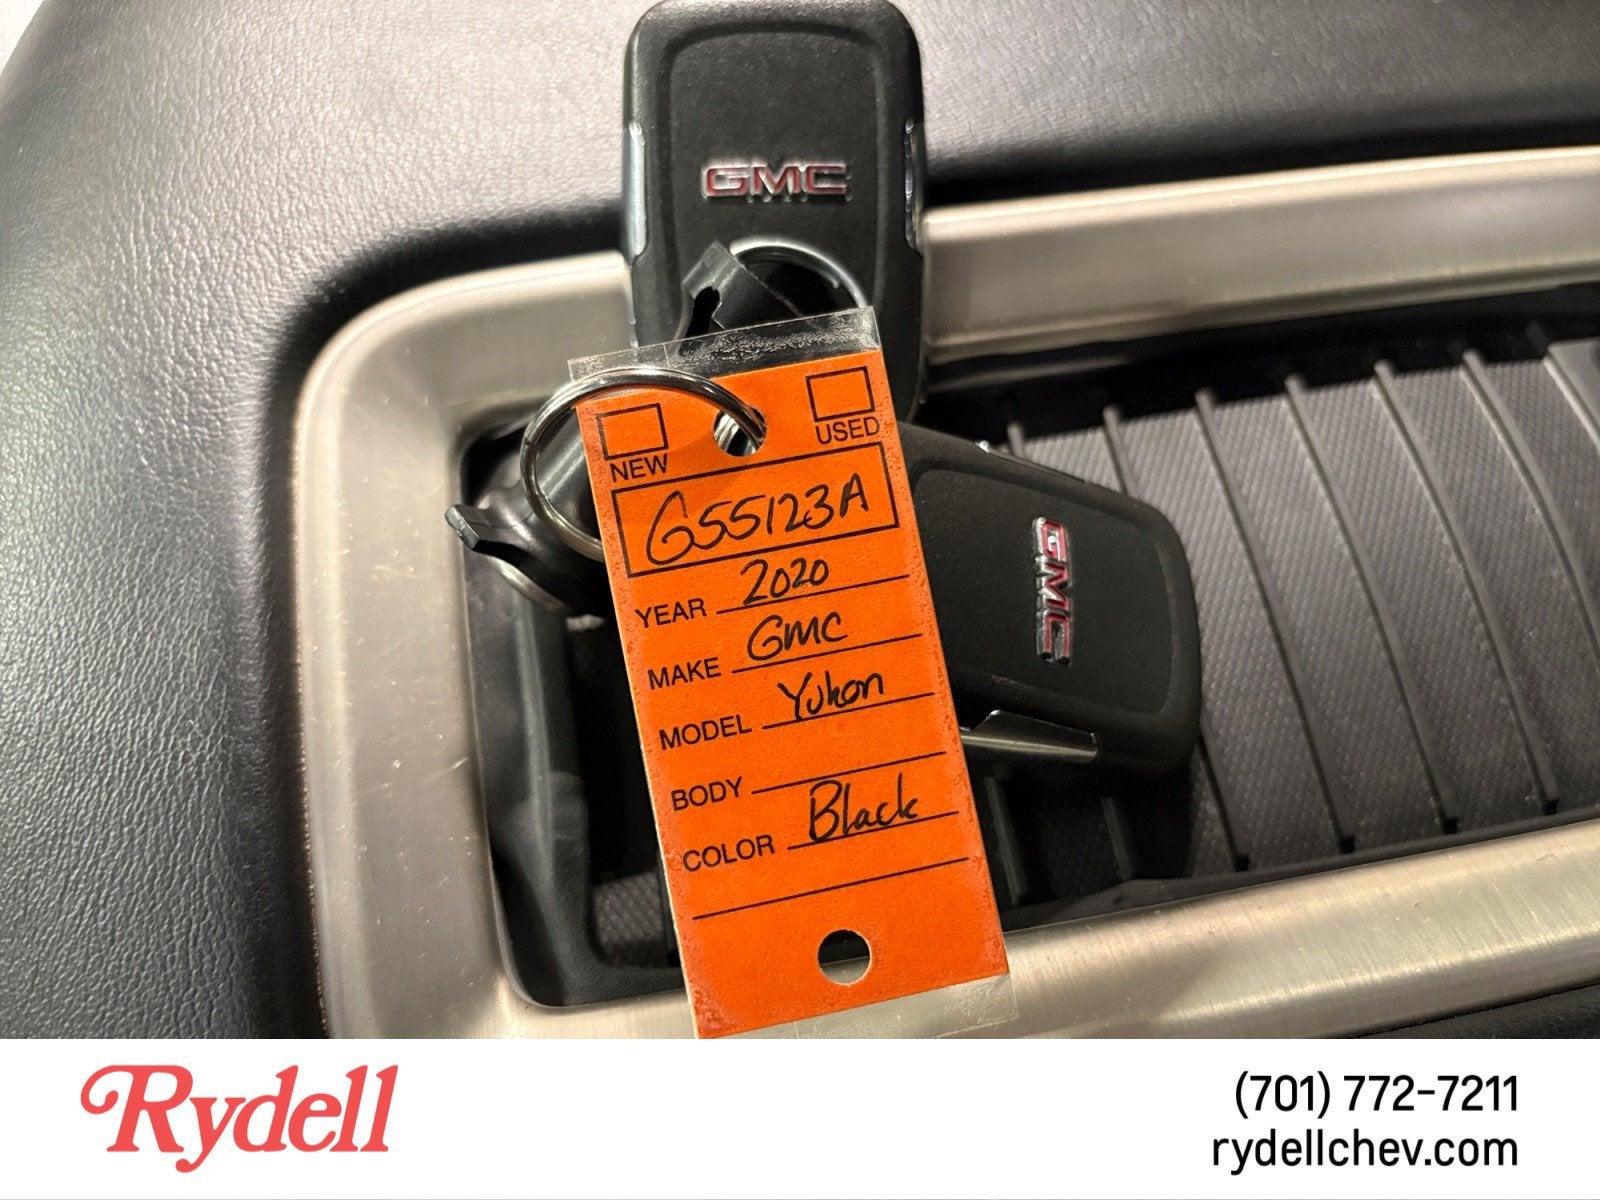 GMC
USED
NEW
G55123A
YEAR 2020
MAKE GMC
MODEL Yukon
BODY
COLOR Black
GMC
Rydell
(701) 772-7211
rydellchev.com